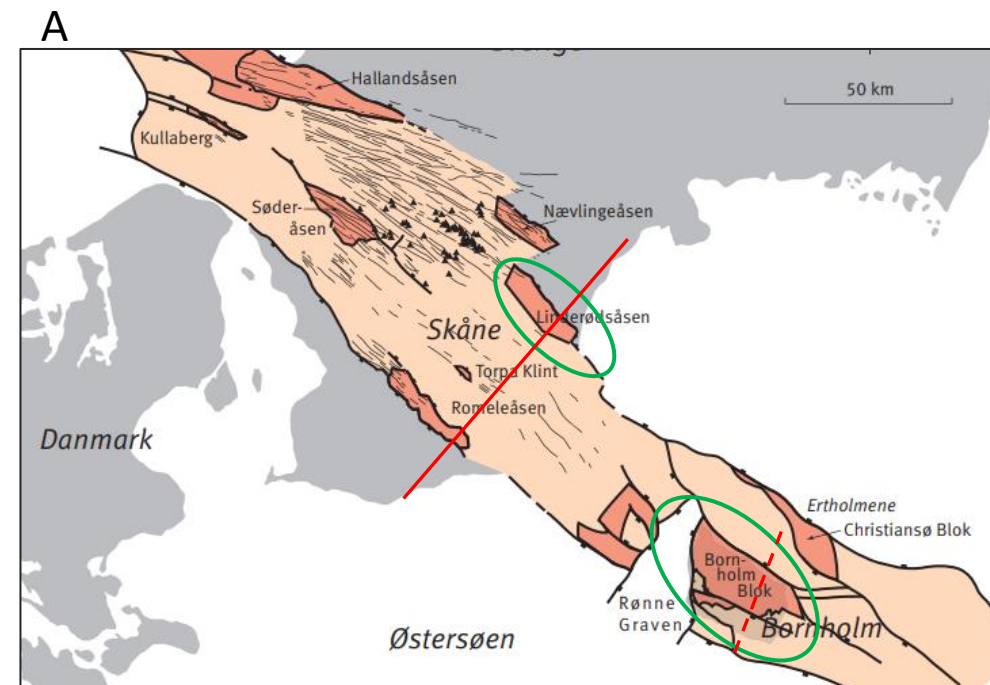 A
Hallandsåsen
50 km
Kullaberg
Søder-
åsen
Nævlingeåsen
Linderødsåsen
Skåne
Torpa Klint
Romeleåsen
Danmark
Ertholmene
Christiansø Blok
Born-
holm
Blok
Rønne
Graven
Bornholm
Østersøen